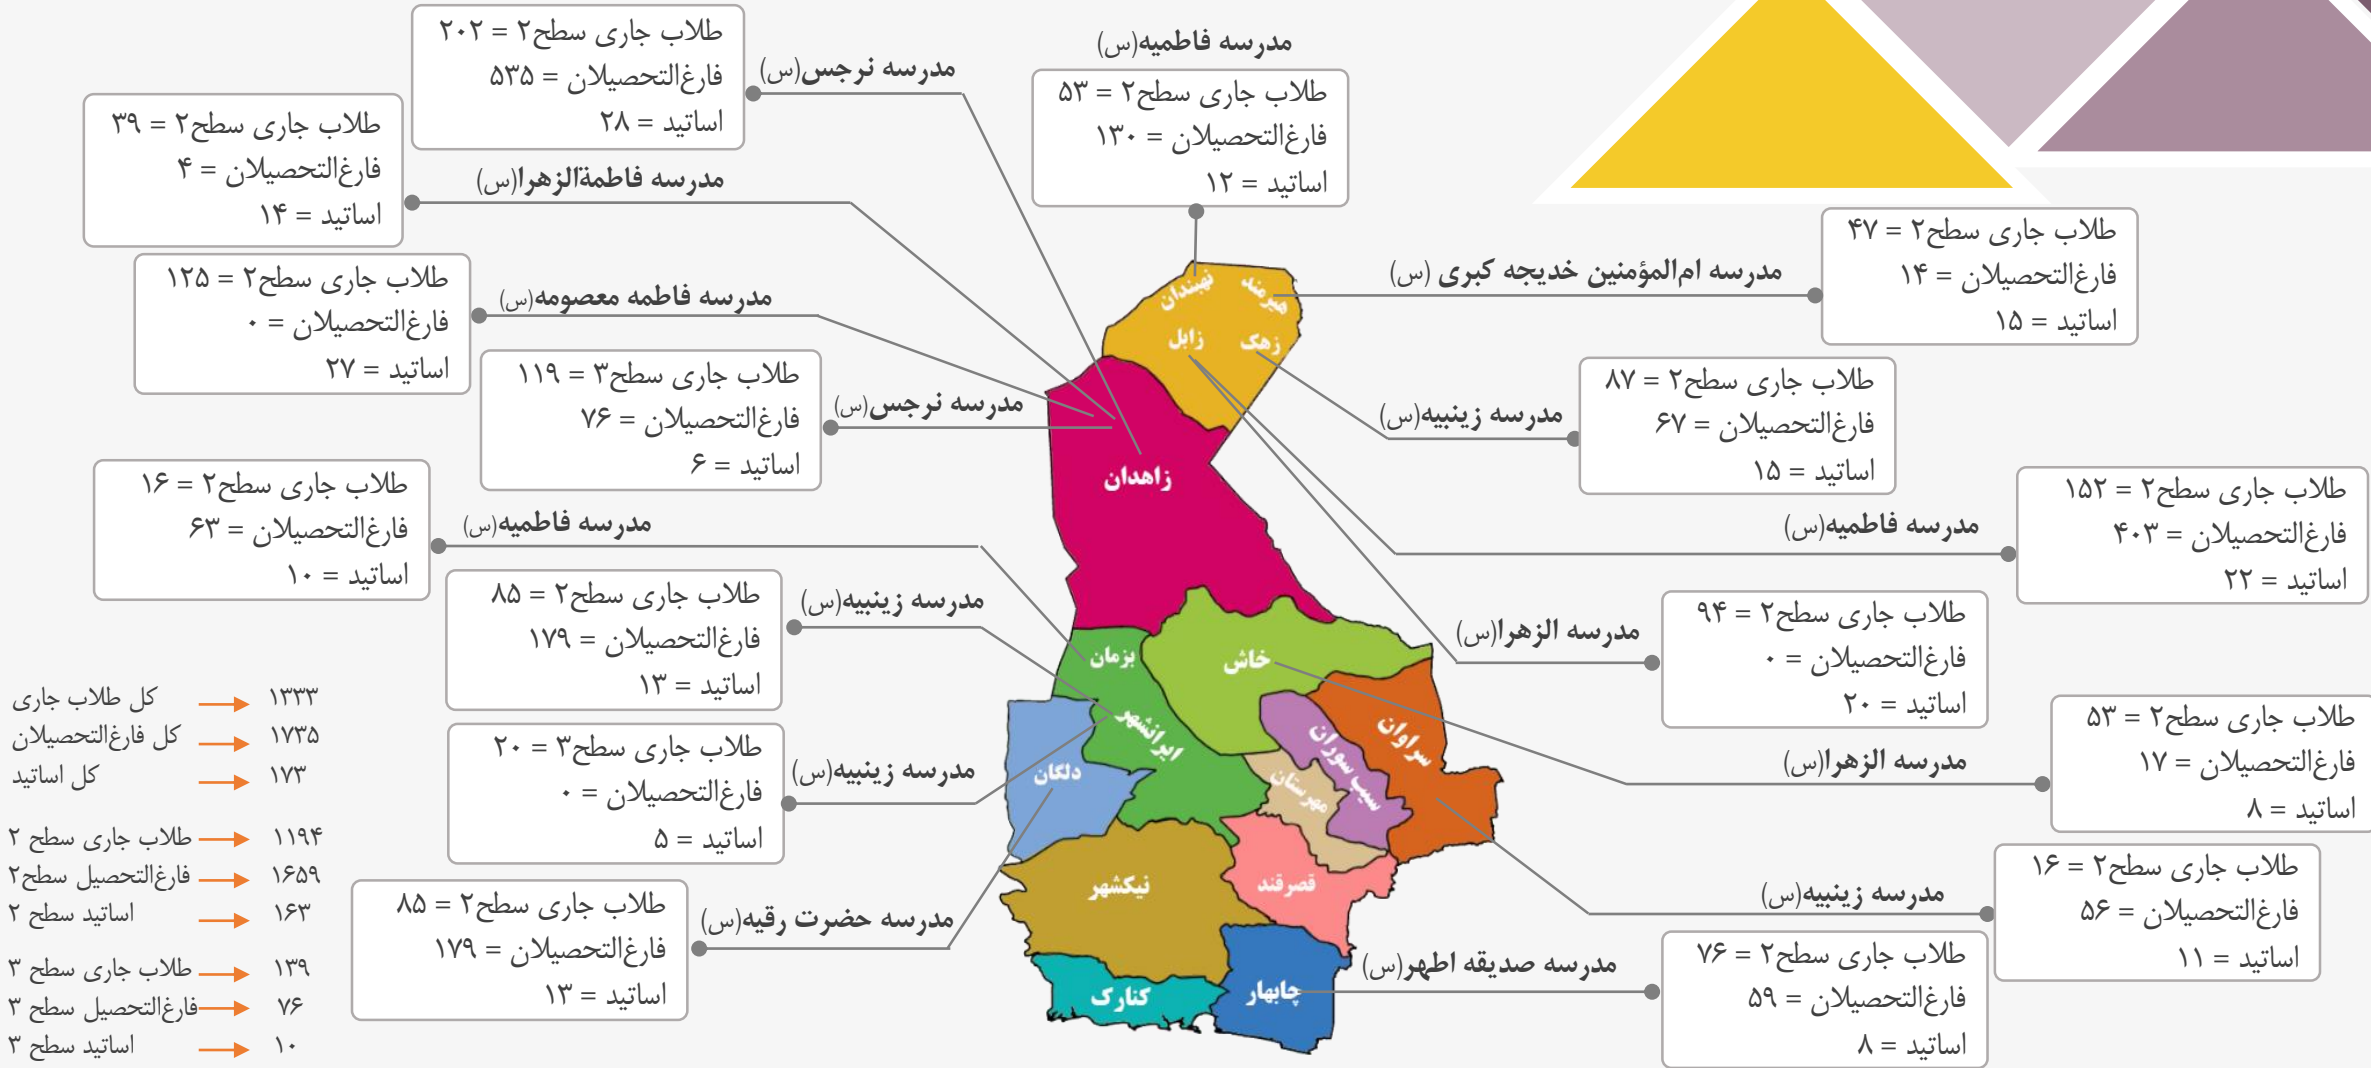 مدرسه فاطمیه(س)
طلاب جاری سطح۲ = ۵۳
فارغ‌التحصیلان = ۱۳۰
اساتید = ۱۲
مدرسه ام‌المؤمنین خدیجه کبری (س)
طلاب جاری سطح۲ = ۴۷
فارغ‌التحصیلان = ۱۴
اساتید = ۱۵
مدرسه زینبیه(س)
طلاب جاری سطح۲ = ۸۷
فارغ‌التحصیلان = ۶۷
اساتید = ۱۵
مدرسه فاطمیه(س)
طلاب جاری سطح۲ = ۱۵۲
فارغ‌التحصیلان = ۴۰۳
اساتید = ۲۲
مدرسه الزهرا(س)
طلاب جاری سطح۲ = ۹۴
فارغ‌التحصیلان = ۰
اساتید = ۲۰
مدرسه الزهرا(س)
طلاب جاری سطح۲ = ۵۳
فارغ‌التحصیلان = ۱۷
اساتید = ۸
مدرسه زینبیه(س)
طلاب جاری سطح۲ = ۱۶
فارغ‌التحصیلان = ۵۶
اساتید = ۱۱
مدرسه صدیقه اطهر(س)
طلاب جاری سطح۲ = ۷۶
فارغ‌التحصیلان = ۵۹
اساتید = ۸
نهبندان
هیرمند
زابل
زهک
زاهدان
بزمان
خاش
ایرانشهر
سراوان
سیب سوران
مهرستان
دلگان
نیکشهر
قصرقند
کنارک
چابهار
مدرسه نرجس(س)
طلاب جاری سطح۲ = ۲۰۲
فارغ‌التحصیلان = ۵۳۵
اساتید = ۲۸
مدرسه فاطمةالزهرا(س)
طلاب جاری سطح۲ = ۳۹
فارغ‌التحصیلان = ۴
اساتید = ۱۴
مدرسه فاطمه معصومه(س)
طلاب جاری سطح۲ = ۱۲۵
فارغ‌التحصیلان = ۰
اساتید = ۲۷
مدرسه نرجس(س)
طلاب جاری سطح۳ = ۱۱۹
فارغ‌التحصیلان = ۷۶
اساتید = ۶
مدرسه فاطمیه(س)
طلاب جاری سطح۲ = ۱۶
فارغ‌التحصیلان = ۶۳
اساتید = ۱۰
مدرسه زینبیه(س)
طلاب جاری سطح۲ = ۸۵
فارغ‌التحصیلان = ۱۷۹
اساتید = ۱۳
مدرسه زینبیه(س)
طلاب جاری سطح۳ = ۲۰
فارغ‌التحصیلان = ۰
اساتید = ۵
مدرسه حضرت رقیه(س)
طلاب جاری سطح۲ = ۸۵
فارغ‌التحصیلان = ۱۷۹
اساتید = ۱۳
کل طلاب جاری ۱۳۳۳
کل فارغ‌التحصیلان ۱۷۳۵
کل اساتید ۱۷۳
طلاب جاری سطح ۲ ۱۱۹۴
فارغ‌التحصیل سطح۲ ۱۶۵۹
اساتید سطح ۲ ۱۶۳
طلاب جاری سطح ۳ ۱۳۹
فارغ‌التحصیل سطح ۳ ۷۶
اساتید سطح ۳ ۱۰